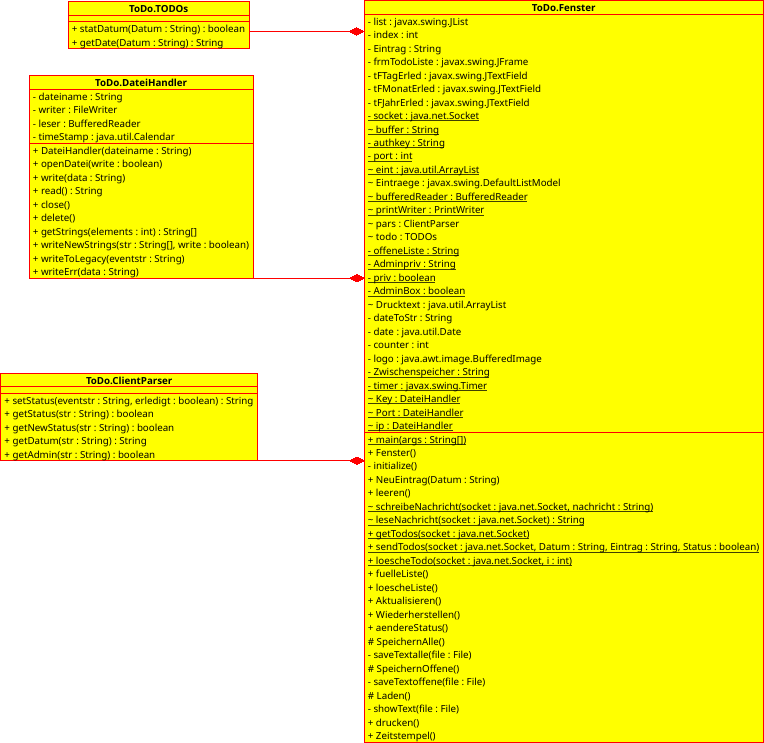 ToDo.TODOs
+ statDatum(Datum : String) : boolean
+ getDate(Datum : String) : String
ToDo.DateiHandler
- dateiname : String
- writer : FileWriter
- leser : BufferedReader
- timeStamp : java.util.Calendar
+ DateiHandler(dateiname : String)
+ openDatei(write : boolean)
+ write(data : String)
+ read() : String
+ close()
+ delete()
+ getStrings(elements : int) : String[]
+ writeNewStrings(str : String[], write : boolean)
+ writeToLegacy(eventstr : String)
+ writeErr(data : String)
ToDo.ClientParser
+ setStatus(eventstr : String, erledigt : boolean) : String
+ getStatus(str : String) : boolean
+ getNewStatus(str : String) : boolean
+ getDatum(str : String) : String
+ getAdmin(str : String) : boolean
ToDo.Fenster
- list : javax.swing.JList
- index : int
- Eintrag : String
- frmTodoListe : javax.swing.JFrame
- tFTagErled : javax.swing.JTextField
- tFMonatErled : javax.swing.JTextField
- tFJahrErled : javax.swing.JTextField
- socket : java.net.Socket
~ buffer : String
- authkey : String
- port : int
~ eint : java.util.ArrayList
~ Eintraege : javax.swing.DefaultListModel
~ bufferedReader : BufferedReader
~ printWriter : PrintWriter
~ pars : ClientParser
~ todo : TODOs
- offeneListe : String
- Adminpriv : String
- priv : boolean
- AdminBox : boolean
~ Drucktext : java.util.ArrayList
- dateToStr : String
- date : java.util.Date
- counter : int
- logo : java.awt.image.BufferedImage
- Zwischenspeicher : String
- timer : javax.swing.Timer
~ Key : DateiHandler
~ Port : DateiHandler
~ ip : DateiHandler
+ main(args : String[])
+ Fenster()
- initialize()
+ NeuEintrag(Datum : String)
+ leeren()
~ schreibeNachricht(socket : java.net.Socket, nachricht : String)
~ leseNachricht(socket : java.net.Socket) : String
+ getTodos(socket : java.net.Socket)
+ sendTodos(socket : java.net.Socket, Datum : String, Eintrag : String, Status : boolean)
+ loescheTodo(socket : java.net.Socket, i : int)
+ fuelleListe()
+ loescheListe()
+ Aktualisieren()
+ Wiederherstellen()
+ aendereStatus()
# SpeichernAlle()
- saveTextalle(file : File)
# SpeichernOffene()
- saveTextoffene(file : File)
# Laden()
- showText(file : File)
+ drucken()
+ Zeitstempel()